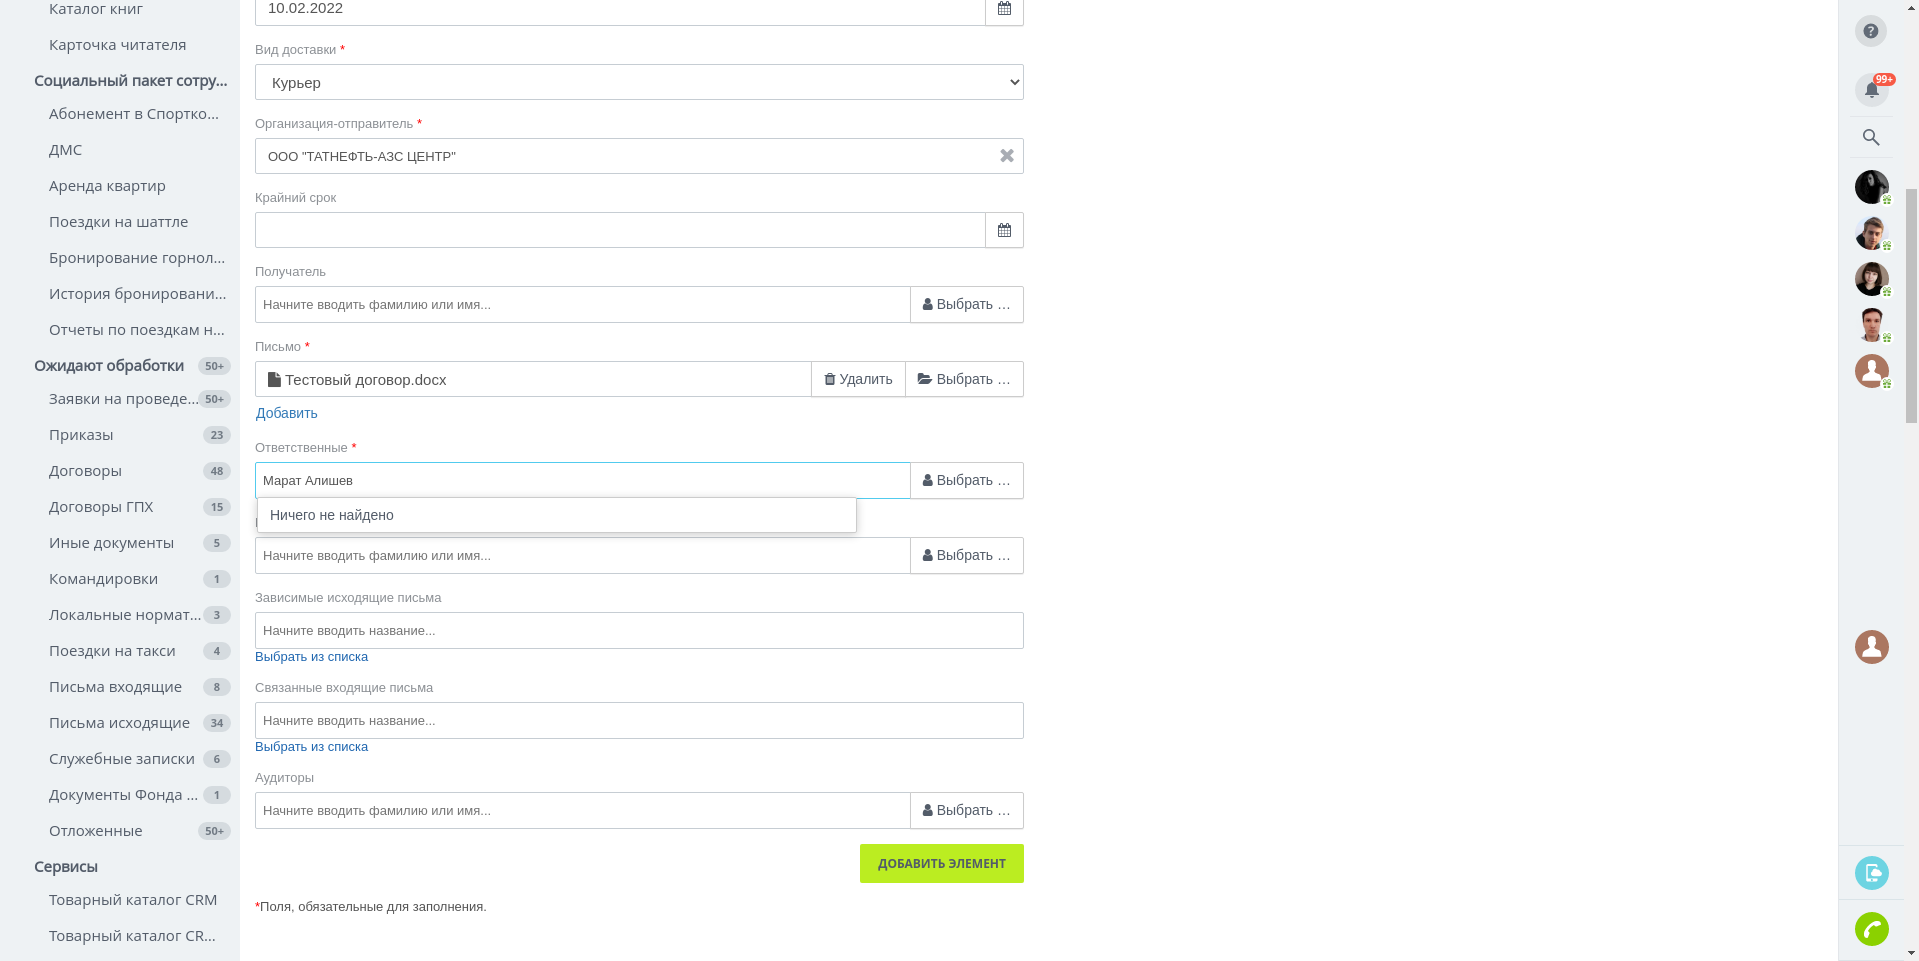 Каталог книг
Карточка читателя
Социальный пакет сотру...
Абонемент в Спортко...
ДМС
Аренда квартир
Поездки на шаттле
Бронирование горнол...
История бронировани...
Отчеты по поездкам н...
Ожидают обработки 50+
Заявки на проведе... 50+
Приказы 23
Договоры 48
Договоры ГПХ 15
Иные документы 5
Командировки 1
Локальные нормат... 3
Поездки на такси 4
Письма входящие 8
Письма исходящие 34
Служебные записки 6
Документы Фонда ... 1
Отложенные 50+
Сервисы
Товарный каталог CRM
Товарный каталог CR...
10.02.2022
Вид доставки *
Курьер
Организация-отправитель *
ООО "ТАТНЕФТЬ-АЗС ЦЕНТР"
Крайний срок
Получатель
Начните вводить фамилию или имя... Выбрать ...
Письмо *
Тестовый договор.docx Удалить Выбрать ...
Добавить
Ответственные *
Марат Алишев Выбрать ...
Ничего не найдено
Начните вводить фамилию или имя... Выбрать ...
Зависимые исходящие письма
Начните вводить название...
Выбрать из списка
Связанные входящие письма
Начните вводить название...
Выбрать из списка
Аудиторы
Начните вводить фамилию или имя... Выбрать ...
ДОБАВИТЬ ЭЛЕМЕНТ
*Поля, обязательные для заполнения.
?
99+